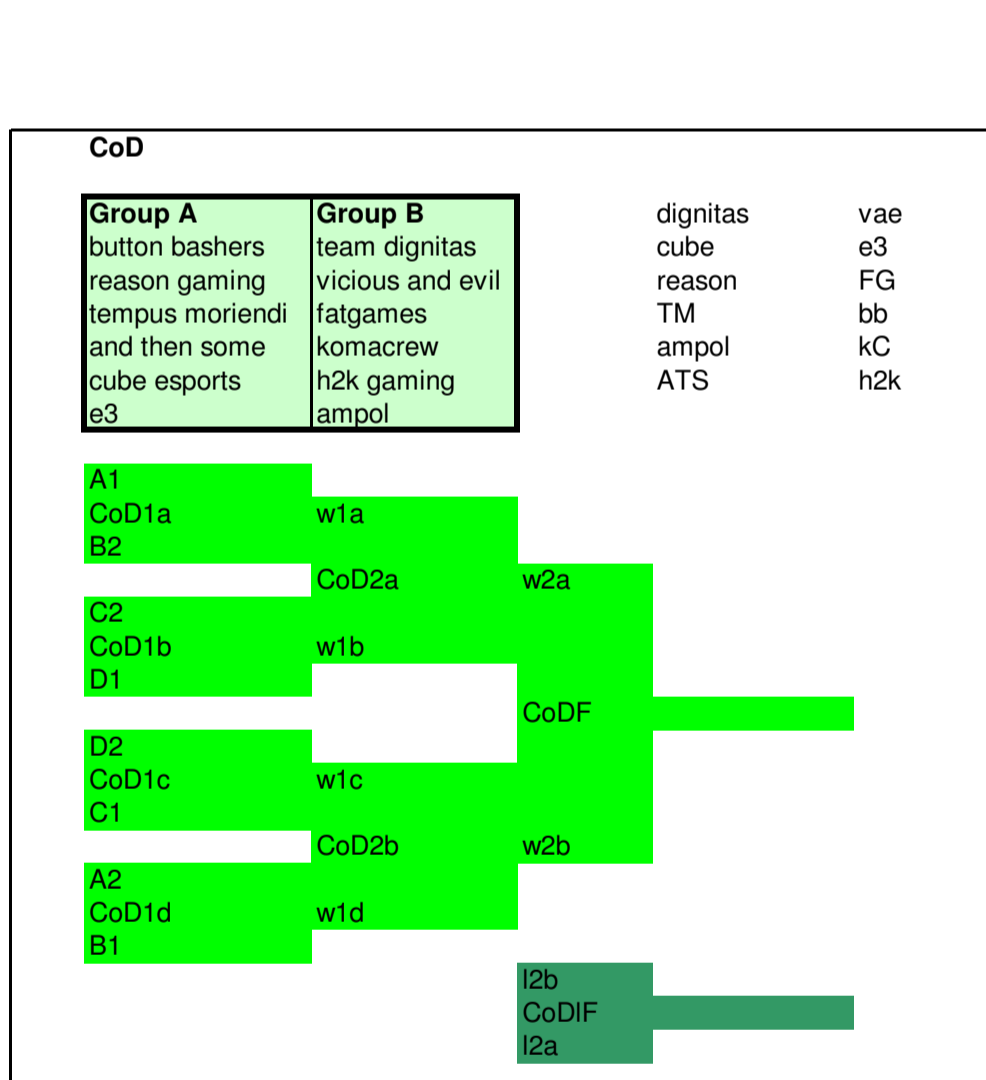 CoD
Group A Group B dignitas vae
button bashers team dignitas cube e3
reason gaming vicious and evil reason FG
tempus moriendi fatgames TM bb
and then some komacrew ampol kC
cube esports h2k gaming ATS h2k
e3 ampol
A1
CoD1a w1a
B2
CoD2a w2a
C2
CoD1b w1b
D1
CoDF
D2
CoD1c w1c
C1
CoD2b w2b
A2
CoD1d w1d
B1
l2b
CoDlF
l2a